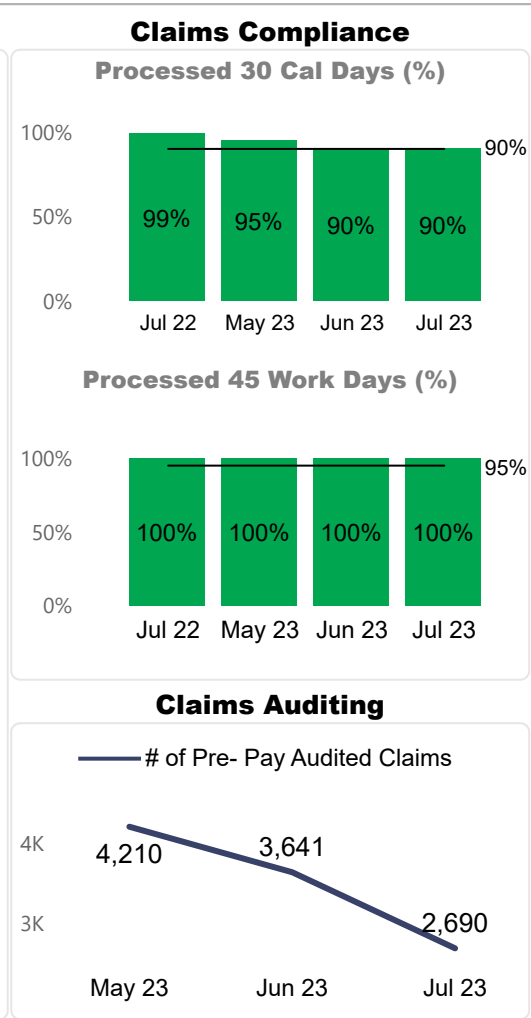 Claims Compliance
Processed 30 Cal Days (%)
100%
90%
50%
99%
95%
90%
90%
0%
Jul 22
May 23
Jun 23
Jul 23
Processed 45 Work Days (%)
100%
95%
50%
100%
100%
100%
100%
0%
Jul 22
May 23
Jun 23
Jul 23
Claims Auditing
# of Pre- Pay Audited Claims
4K
4,210
3,641
3K
2,690
May 23
Jun 23
Jul 23